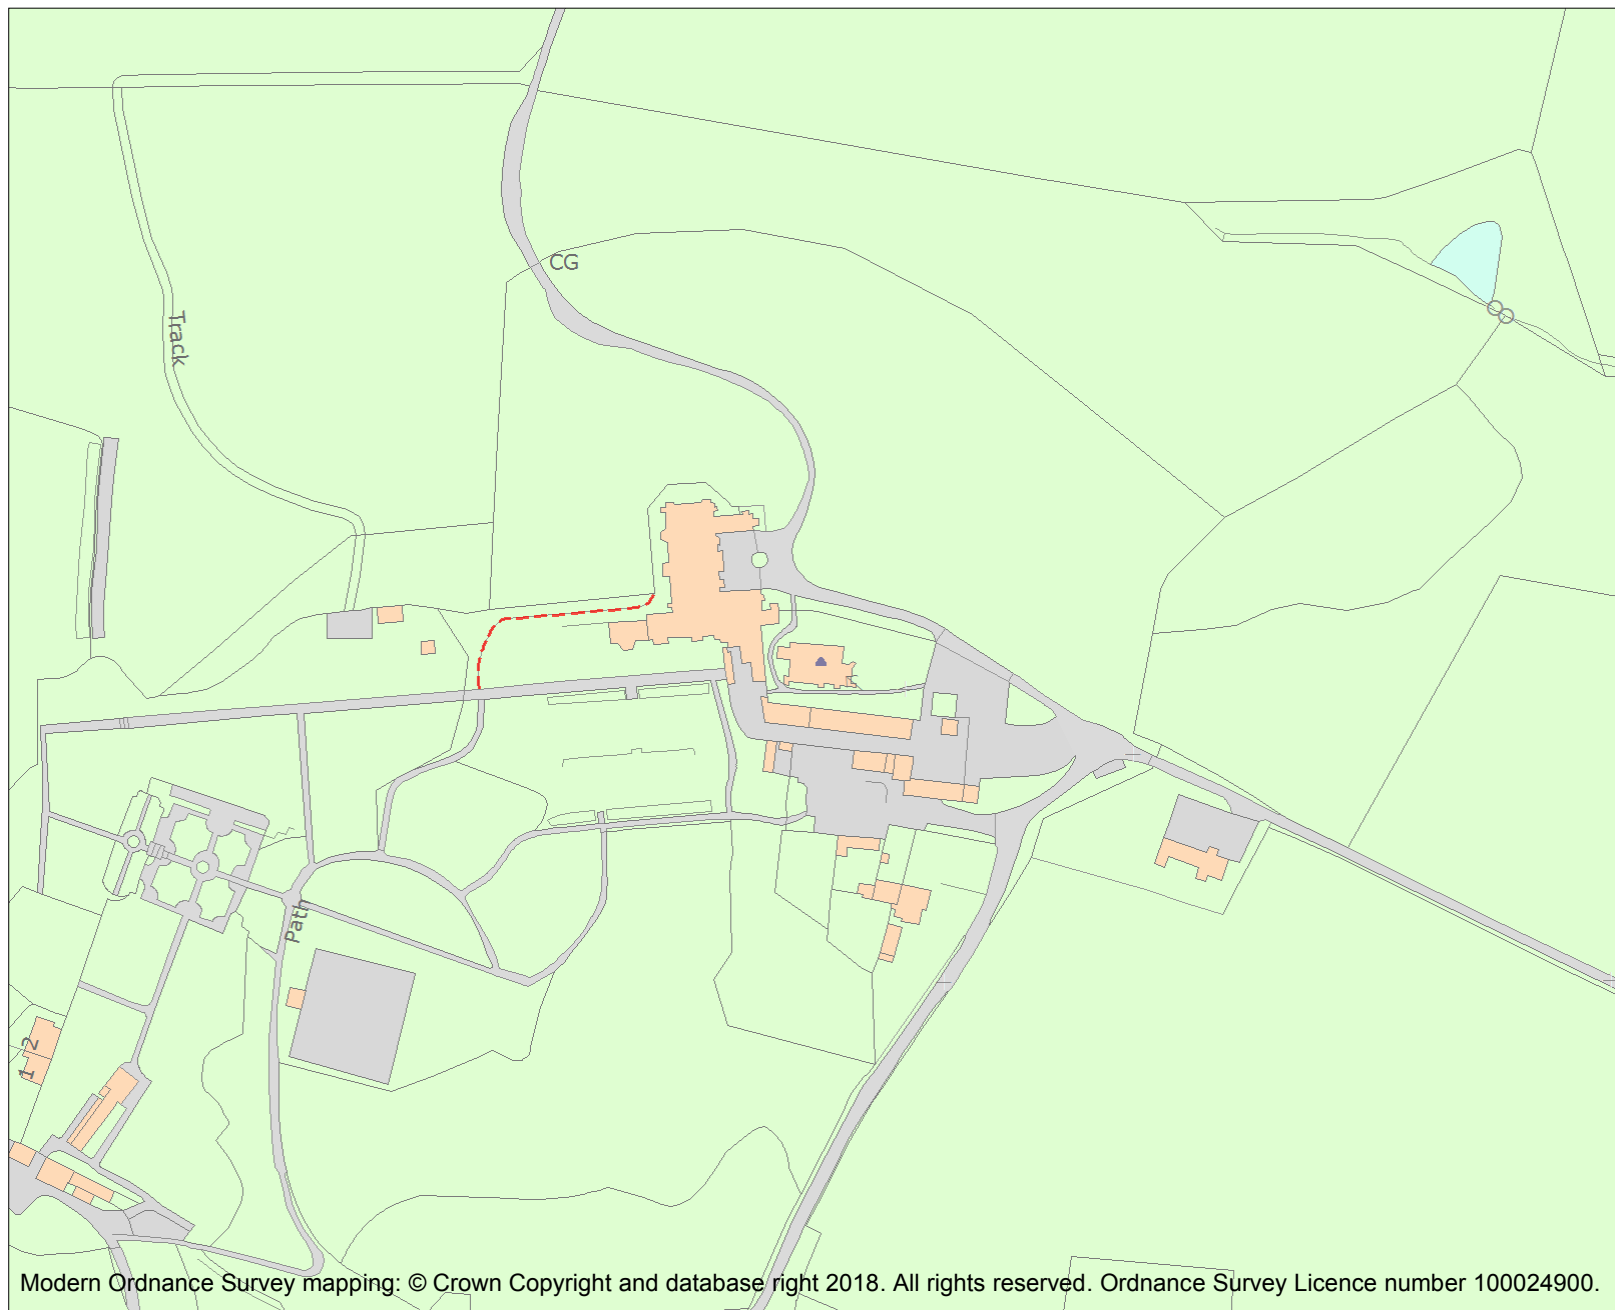 CG
Track
Path
2
1
Modern Ordnance Survey mapping: © Crown Copyright and database right 2018. All rights reserved. Ordnance Survey Licence number 100024900.